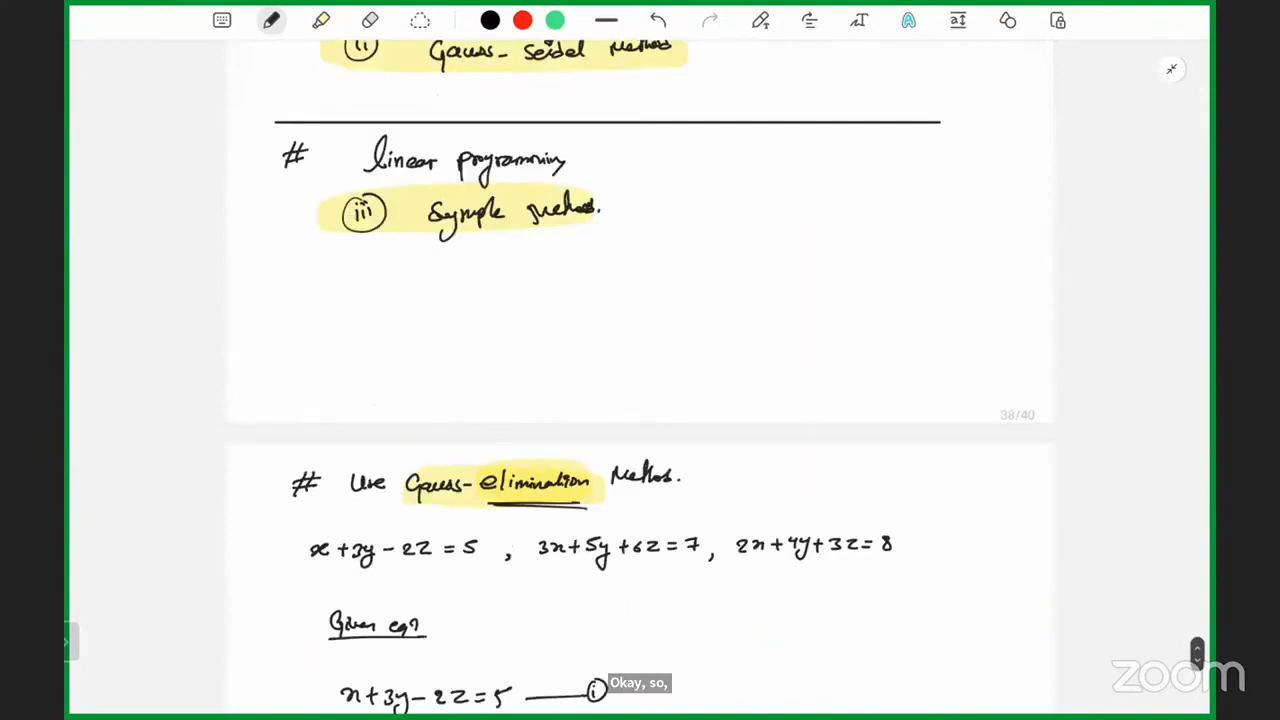 (ii) Gauss- Seidel Method
# linear programming
(iii) Symple Method.
38/40
# Use Gauss-elimination Method.
x+3y-2z=5 , 3x+5y+6z=7, 2x+4y+3z=8
Given eqn
x+3y-2z=5 —— (i)
Okay, so,
zoom